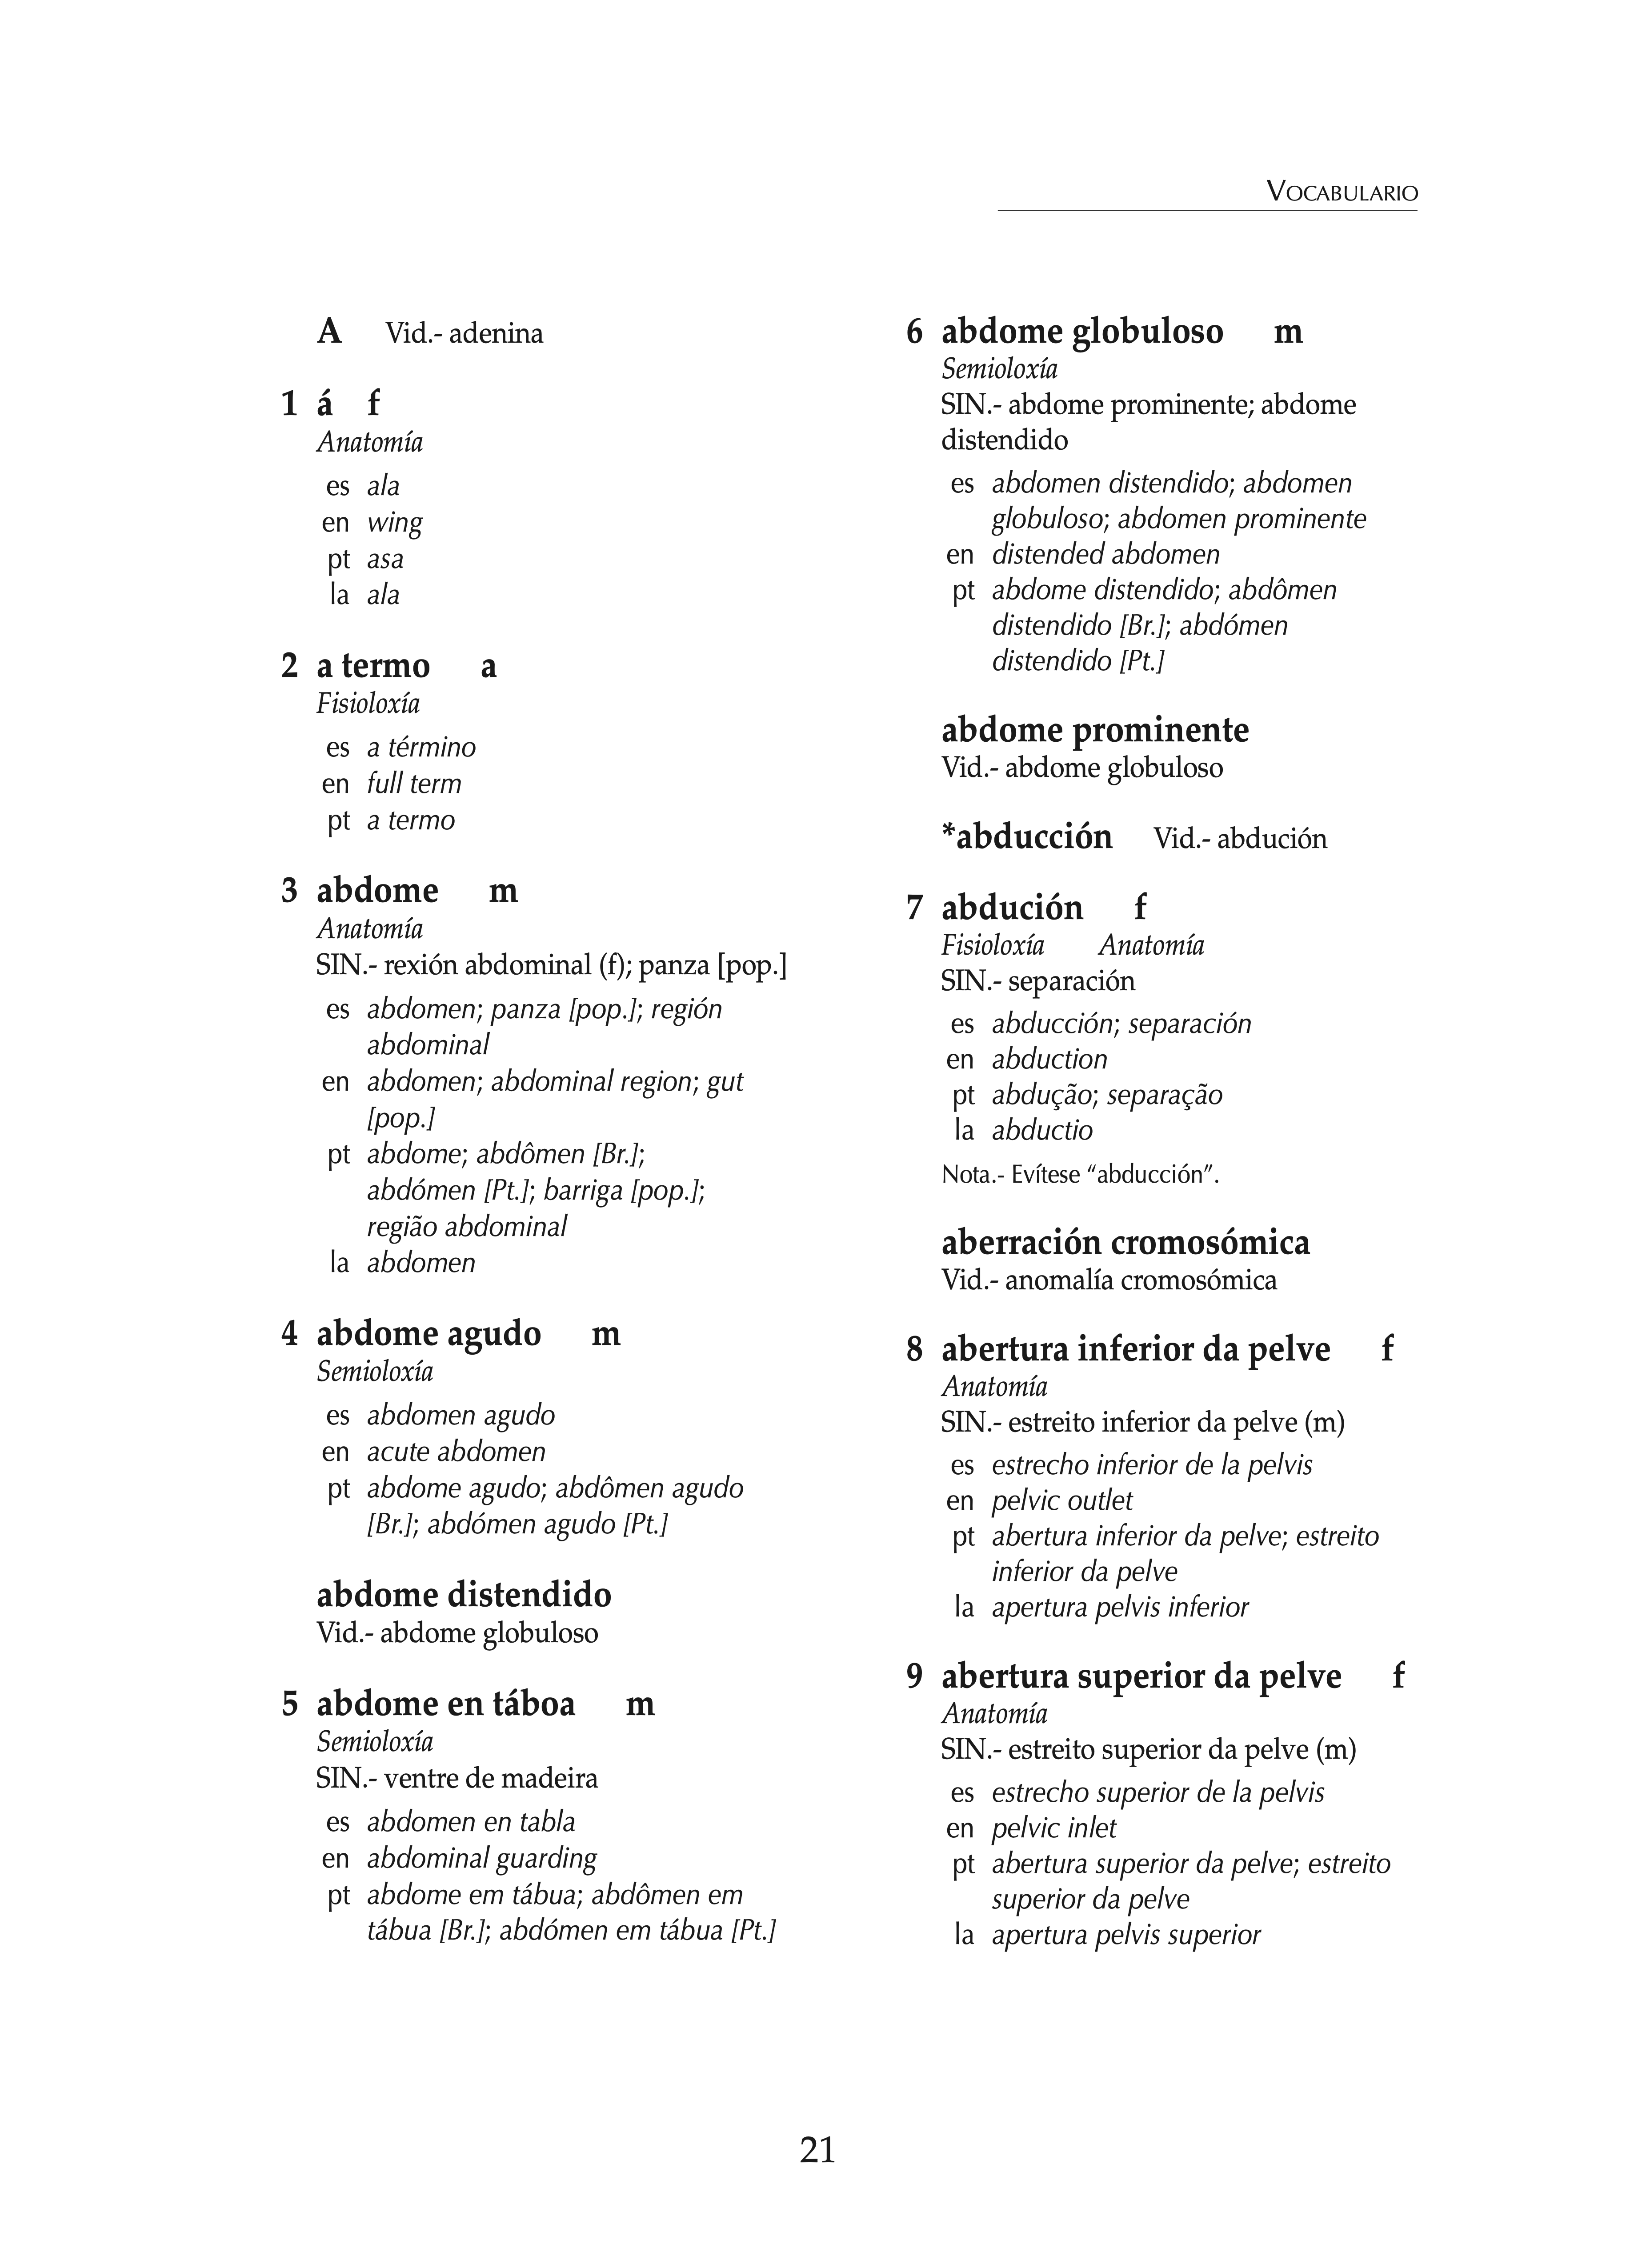 VOCABULARIO
A Vid.- adenina
1 á f
Anatomía
es ala
en wing
pt asa
la ala
2 a termo a
Fisioloxía
es a término
en full term
pt a termo
3 abdome m
Anatomía
SIN.- rexión abdominal (f); panza [pop.]
es abdomen; panza [pop.]; región
abdominal
en abdomen; abdominal region; gut
[pop.]
pt abdome; abdômen [Br.];
abdómen [Pt.]; barriga [pop.];
região abdominal
la abdomen
4 abdome agudo m
Semioloxía
es abdomen agudo
en acute abdomen
pt abdome agudo; abdômen agudo
[Br.]; abdómen agudo [Pt.]
abdome distendido
Vid.- abdome globuloso
5 abdome en táboa m
Semioloxía
SIN.- ventre de madeira
es abdomen en tabla
en abdominal guarding
pt abdome em tábua; abdômen em
tábua [Br.]; abdómen em tábua [Pt.]
6 abdome globuloso m
Semioloxía
SIN.- abdome prominente; abdome
distendido
es abdomen distendido; abdomen
globuloso; abdomen prominente
en distended abdomen
pt abdome distendido; abdômen
distendido [Br.]; abdómen
distendido [Pt.]
abdome prominente
Vid.- abdome globuloso
*abducción Vid.- abdución
7 abdución f
Fisioloxía Anatomía
SIN.- separación
es abducción; separación
en abduction
pt abdução; separação
la abductio
Nota.- Evítese “abducción”.
aberración cromosómica
Vid.- anomalía cromosómica
8 abertura inferior da pelve f
Anatomía
SIN.- estreito inferior da pelve (m)
es estrecho inferior de la pelvis
en pelvic outlet
pt abertura inferior da pelve; estreito
inferior da pelve
la apertura pelvis inferior
9 abertura superior da pelve f
Anatomía
SIN.- estreito superior da pelve (m)
es estrecho superior de la pelvis
en pelvic inlet
pt abertura superior da pelve; estreito
superior da pelve
la apertura pelvis superior
21